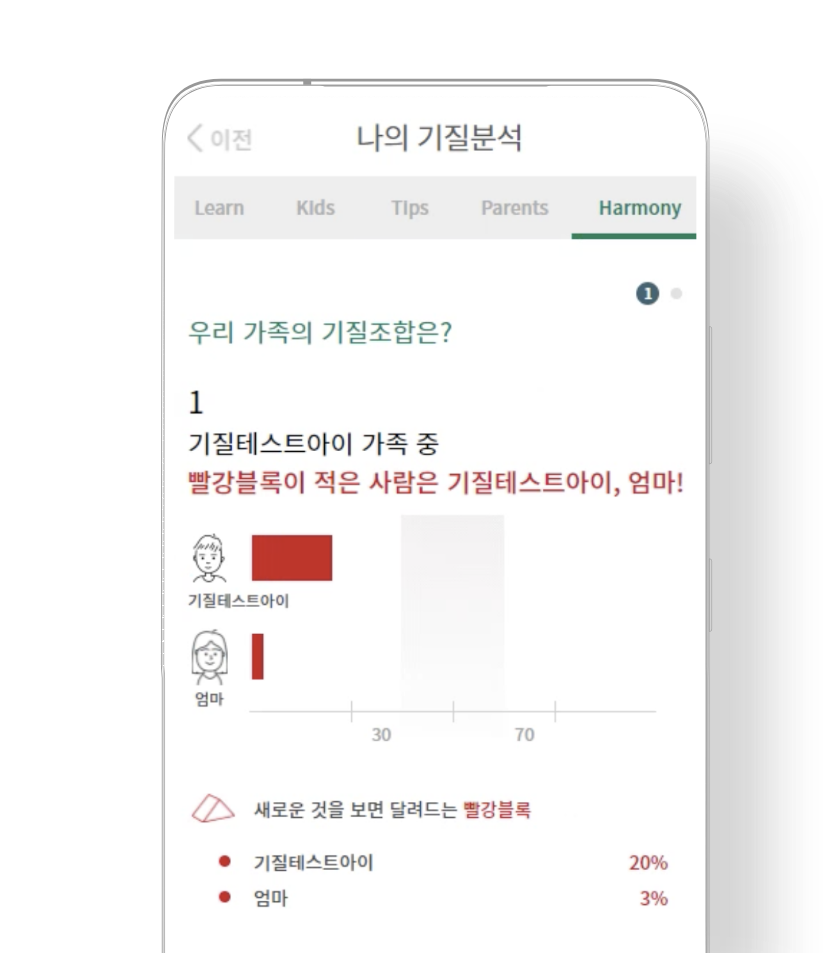 이전
나의 기질분석
Learn Kids Tips Parents Harmony
1
우리 가족의 기질조합은?
1
기질테스트아이 가족 중
빨강블록이 적은 사람은 기질테스트아이, 엄마!
기질테스트아이
엄마
30 70
새로운 것을 보면 달려드는 빨강블록
기질테스트아이 20%
엄마 3%